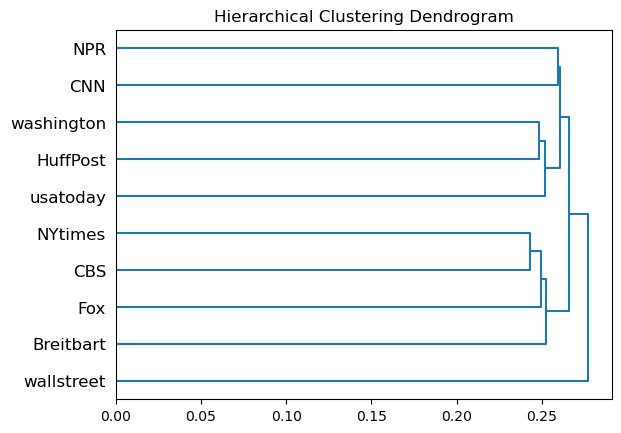 Hierarchical Clustering Dendrogram
NPR
CNN
washington
HuffPost
usatoday
NYtimes
CBS
Fox
Breitbart
wallstreet
0.00 0.05 0.10 0.15 0.20 0.25